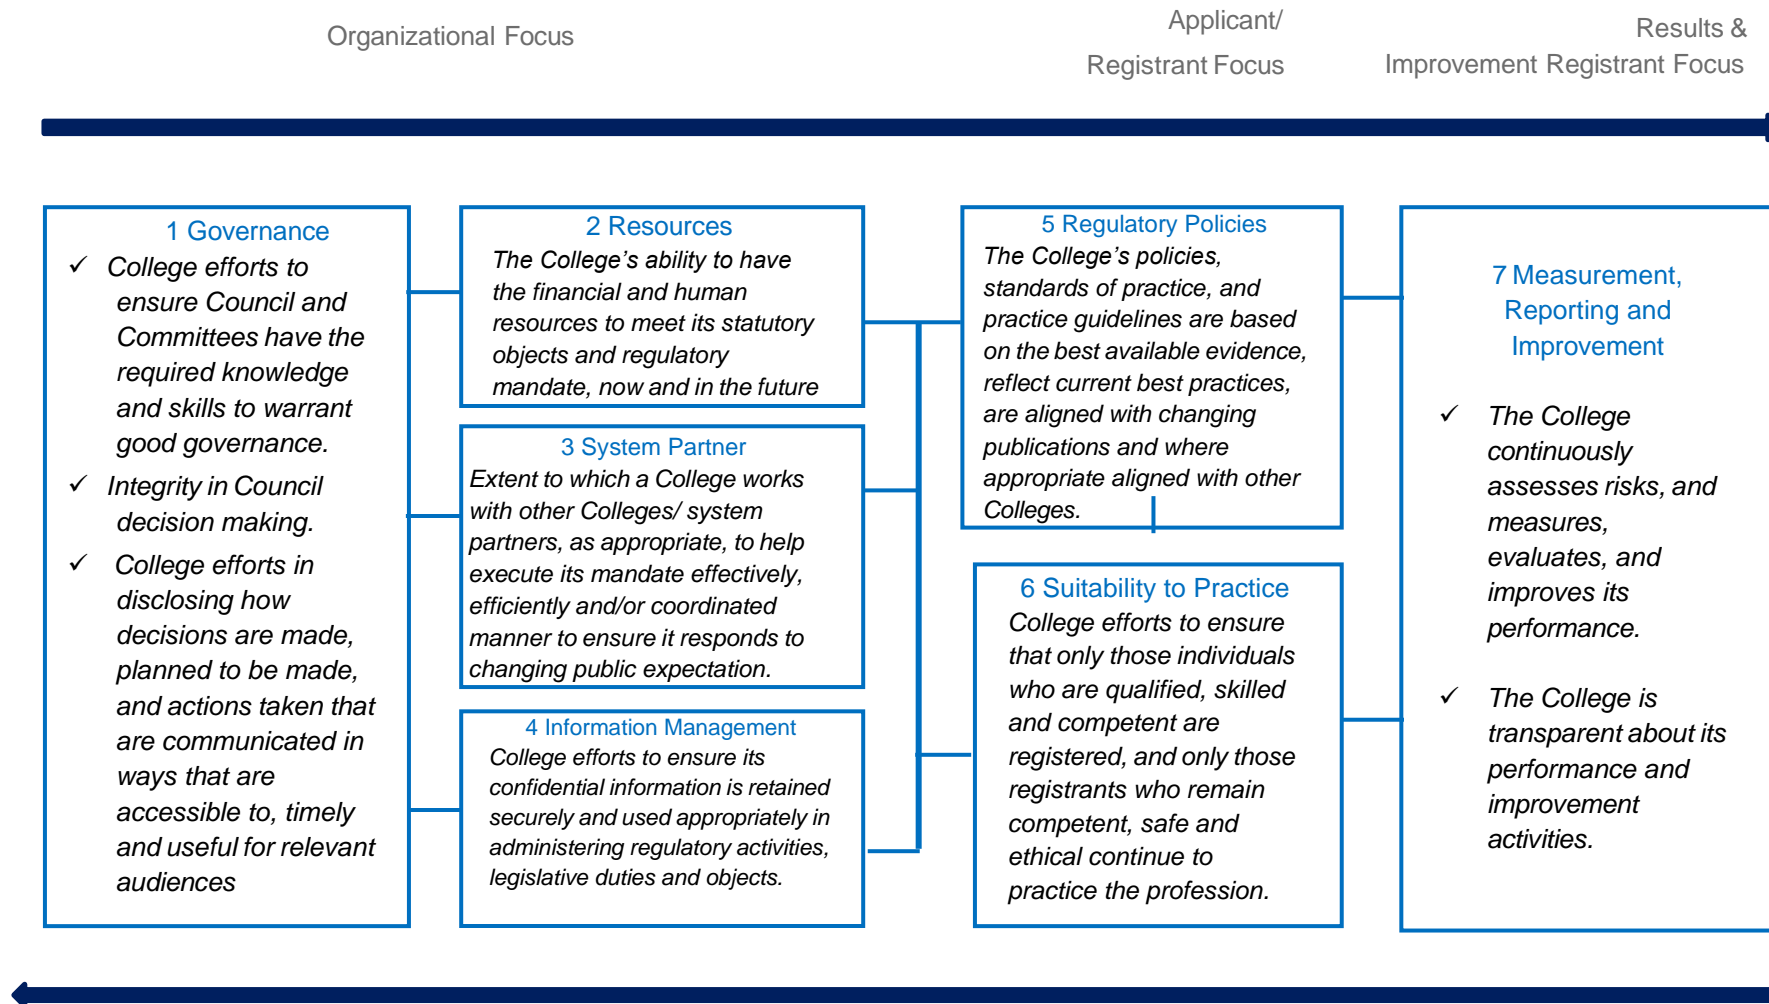 Organizational Focus
Applicant/
Registrant Focus
Results &
Improvement Registrant Focus
1 Governance
✓ College efforts to
ensure Council and
Committees have the
required knowledge
and skills to warrant
good governance.
✓ Integrity in Council
decision making.
✓ College efforts in
disclosing how
decisions are made,
planned to be made,
and actions taken that
are communicated in
ways that are
accessible to, timely
and useful for relevant
audiences
2 Resources
The College’s ability to have
the financial and human
resources to meet its statutory
objects and regulatory
mandate, now and in the future
3 System Partner
Extent to which a College works
with other Colleges/ system
partners, as appropriate, to help
execute its mandate effectively,
efficiently and/or coordinated
manner to ensure it responds to
changing public expectation.
4 Information Management
College efforts to ensure its
confidential information is retained
securely and used appropriately in
administering regulatory activities,
legislative duties and objects.
5 Regulatory Policies
The College’s policies,
standards of practice, and
practice guidelines are based
on the best available evidence,
reflect current best practices,
are aligned with changing
publications and where
appropriate aligned with other
Colleges.
6 Suitability to Practice
College efforts to ensure
that only those individuals
who are qualified, skilled
and competent are
registered, and only those
registrants who remain
competent, safe and
ethical continue to
practice the profession.
7 Measurement,
Reporting and
Improvement
✓ The College
continuously
assesses risks, and
measures,
evaluates, and
improves its
performance.
✓ The College is
transparent about its
performance and
improvement
activities.